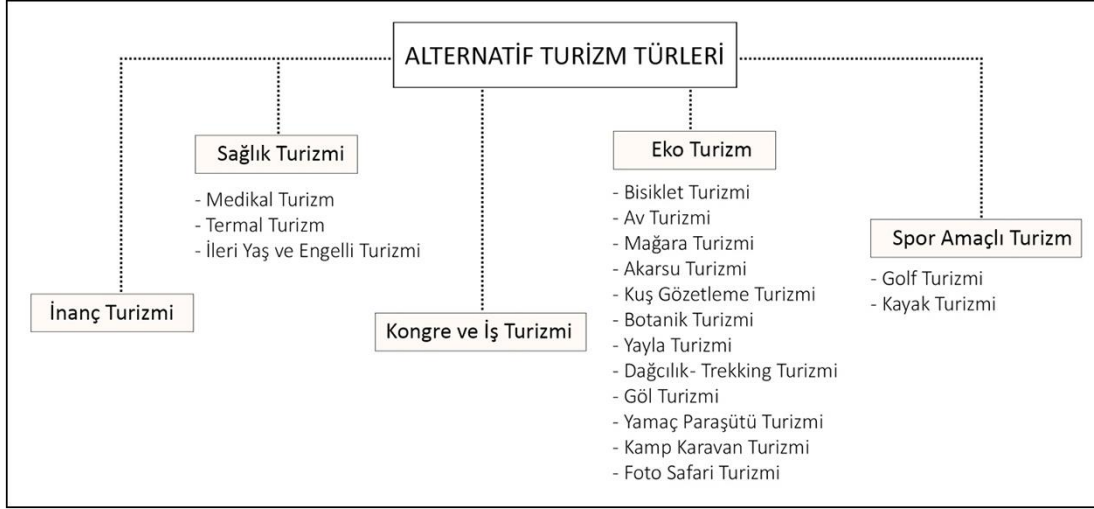 ALTERNATİF TURİZM TÜRLERİ
İnanç Turizmi
Sağlık Turizmi
- Medikal Turizm
- Termal Turizm
- İleri Yaş ve Engelli Turizmi
Kongre ve İş Turizmi
Eko Turizm
- Bisiklet Turizmi
- Av Turizmi
- Mağara Turizmi
- Akarsu Turizmi
- Kuş Gözetleme Turizmi
- Botanik Turizmi
- Yayla Turizmi
- Dağcılık- Trekking Turizmi
- Göl Turizmi
- Yamaç Paraşütü Turizmi
- Kamp Karavan Turizmi
- Foto Safari Turizmi
Spor Amaçlı Turizm
- Golf Turizmi
- Kayak Turizmi